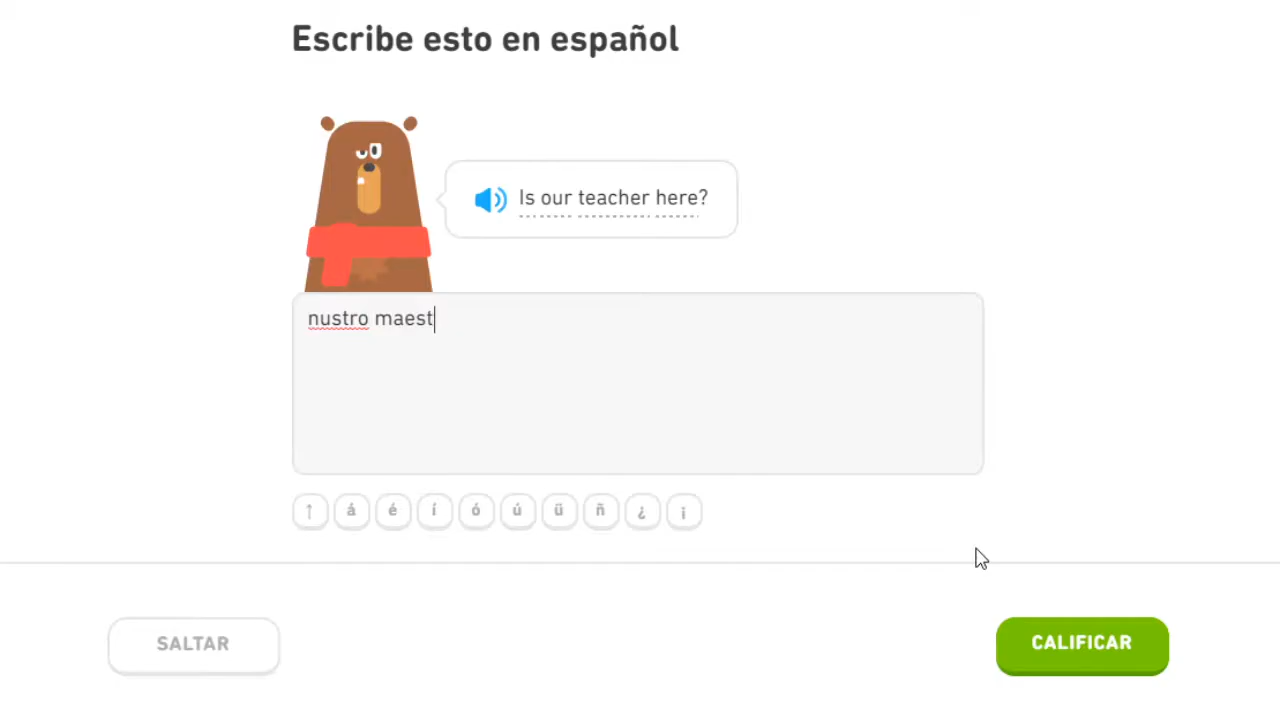 Escribe esto en español
Is our teacher here?
nustro maest
↑ á é í ó ú ü ñ ¿ ¡
SALTAR
CALIFICAR